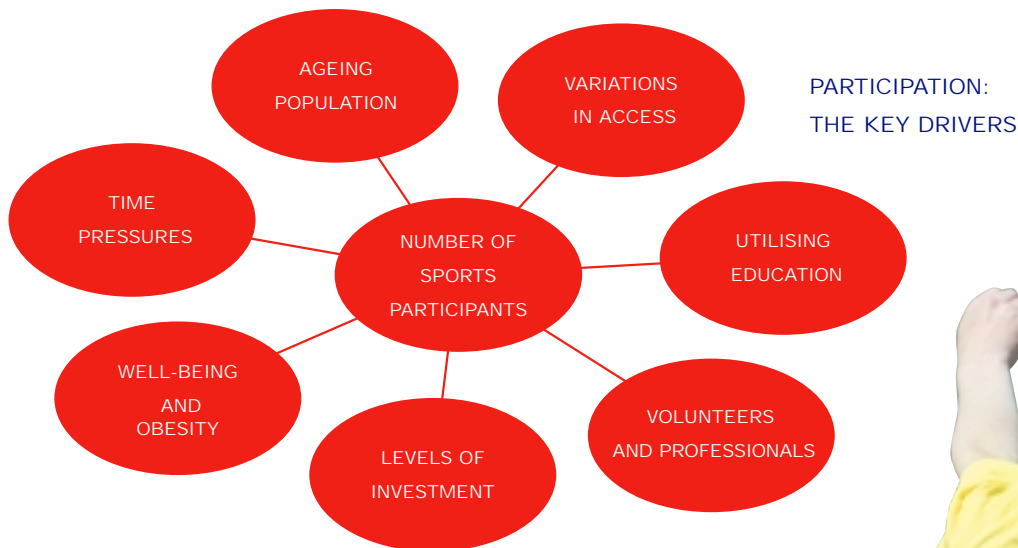 AGEING
POPULATION
VARIATIONS
IN ACCESS
PARTICIPATION:
THE KEY DRIVERS
TIME
PRESSURES
NUMBER OF
SPORTS
PARTICIPANTS
UTILISING
EDUCATION
WELL-BEING
AND
OBESITY
LEVELS OF
INVESTMENT
VOLUNTEERS
AND PROFESSIONALS